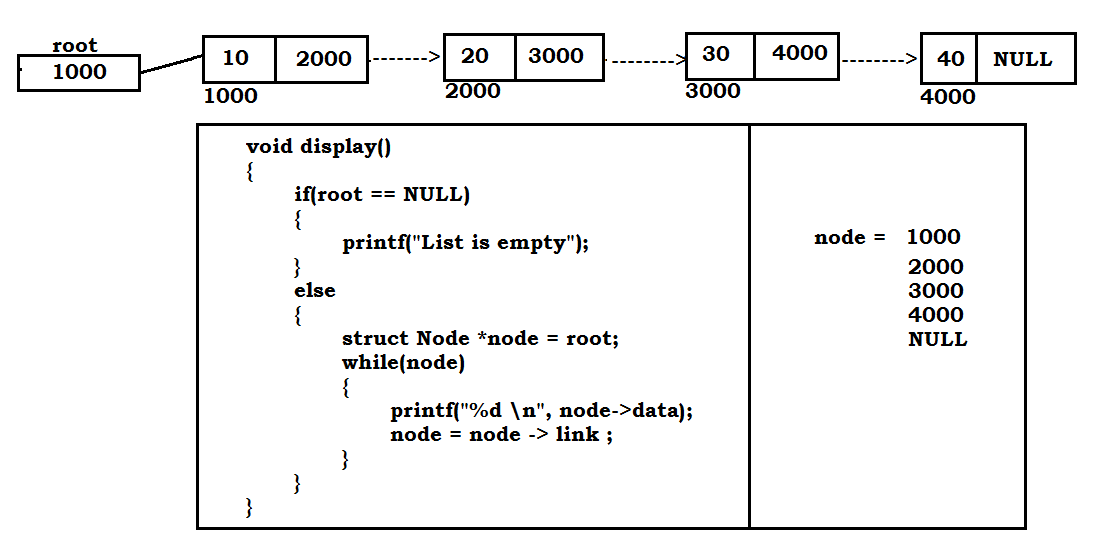 root
1000
10 2000 --------> 20 3000 --------> 30 4000 --------> 40 NULL
1000 2000 3000 4000
void display()
{
if(root == NULL)
{
printf("List is empty");
}
else
{
struct Node *node = root;
while(node)
{
printf("%d \n", node->data);
node = node -> link ;
}
}
}
node = 1000
2000
3000
4000
NULL